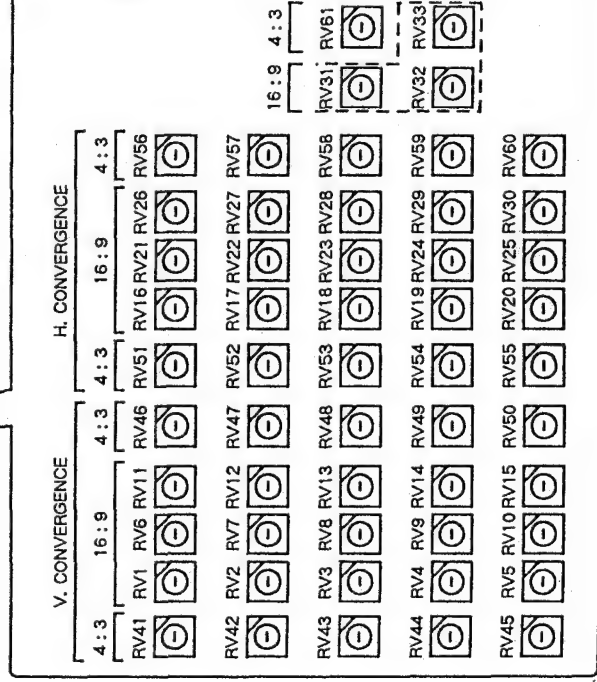 V. CONVERGENCE H. CONVERGENCE
4:3 16:9 4:3 4:3 16:9 4:3
RV41 RV1 RV6 RV11 RV46 RV51 RV16 RV21 RV26 RV56
RV42 RV2 RV7 RV12 RV47 RV52 RV17 RV22 RV27 RV57
16:9 4:3
RV43 RV3 RV8 RV13 RV48 RV53 RV18 RV23 RV28 RV58 RV31 RV61
RV44 RV4 RV9 RV14 RV49 RV54 RV19 RV24 RV29 RV59 RV32 RV33
RV45 RV5 RV10 RV15 RV50 RV55 RV20 RV25 RV30 RV60